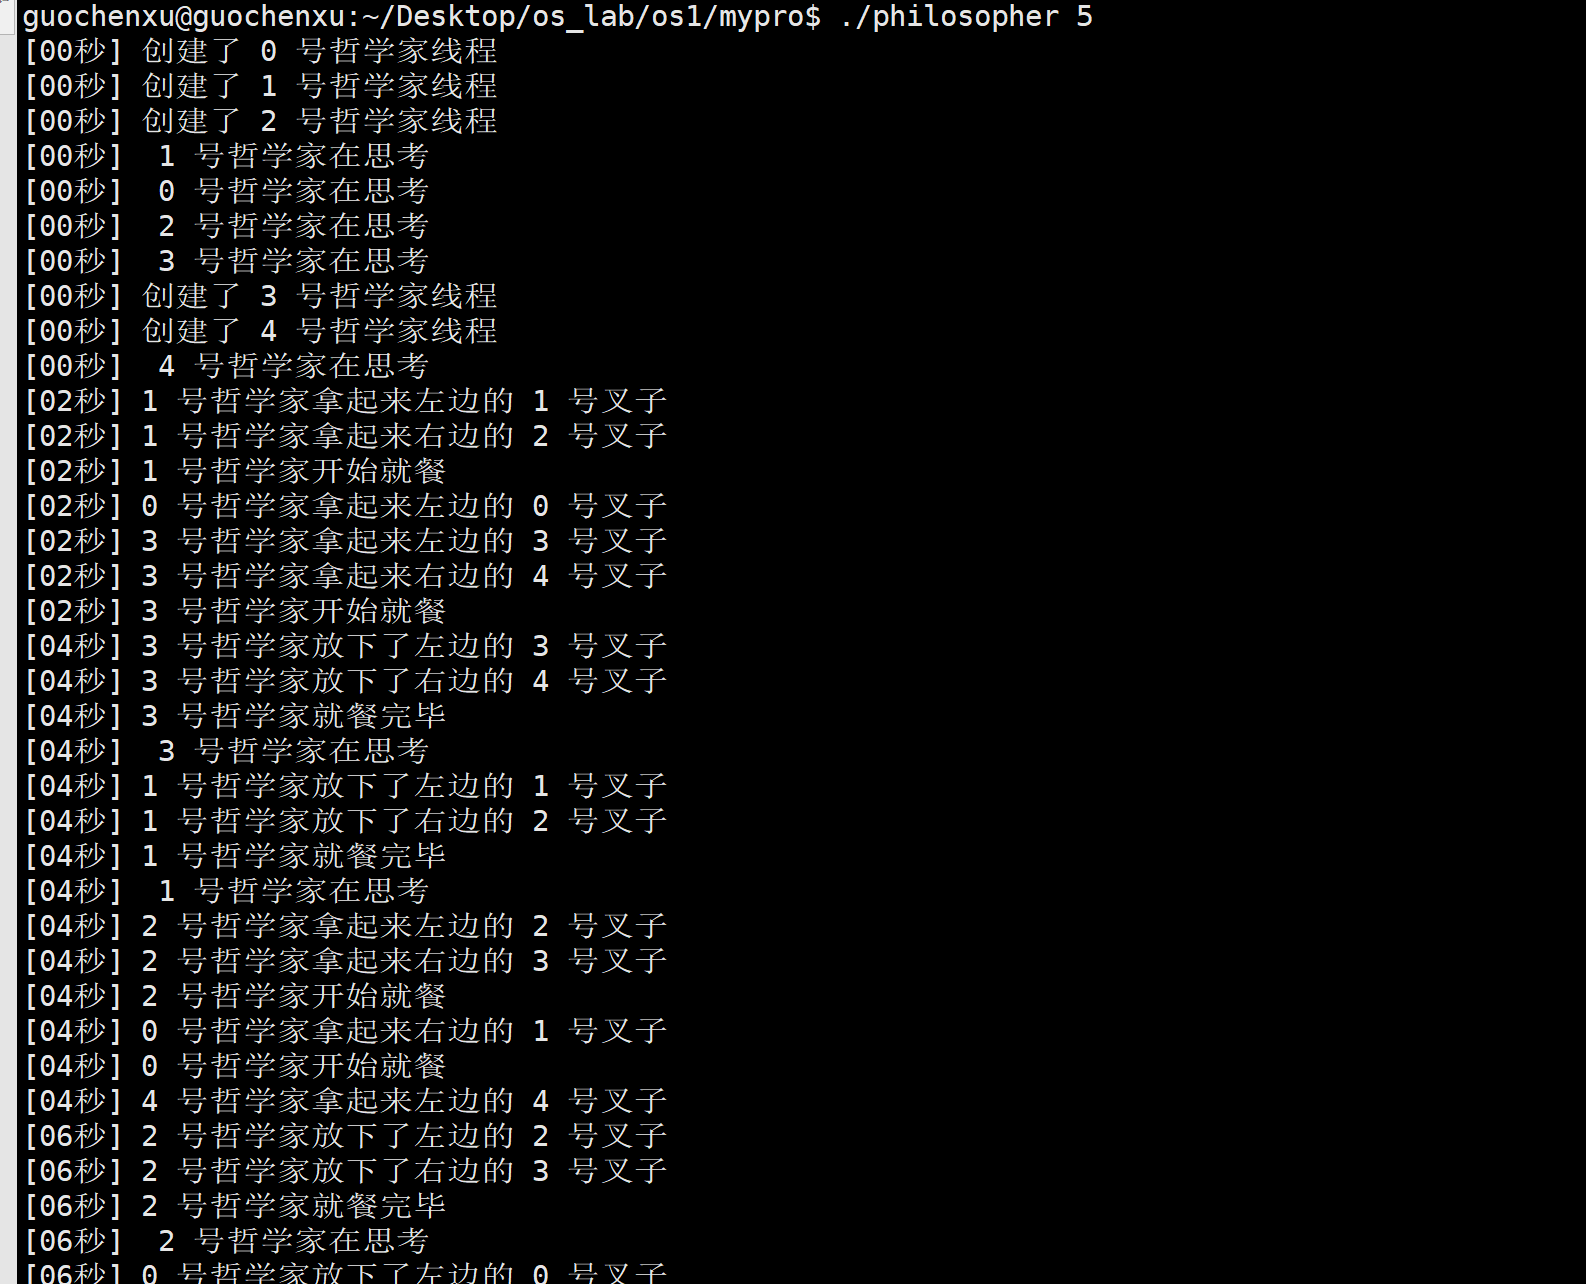 guochenxu@guochenxu:~/Desktop/os_lab/os1/mypro$ ./philosopher 5
[00秒] 创建了 0 号哲学家线程
[00秒] 创建了 1 号哲学家线程
[00秒] 创建了 2 号哲学家线程
[00秒]  1 号哲学家在思考
[00秒]  0 号哲学家在思考
[00秒]  2 号哲学家在思考
[00秒]  3 号哲学家在思考
[00秒] 创建了 3 号哲学家线程
[00秒] 创建了 4 号哲学家线程
[00秒]  4 号哲学家在思考
[02秒] 1 号哲学家拿起来左边的 1 号叉子
[02秒] 1 号哲学家拿起来右边的 2 号叉子
[02秒] 1 号哲学家开始就餐
[02秒] 0 号哲学家拿起来左边的 0 号叉子
[02秒] 3 号哲学家拿起来左边的 3 号叉子
[02秒] 3 号哲学家拿起来右边的 4 号叉子
[02秒] 3 号哲学家开始就餐
[04秒] 3 号哲学家放下了左边的 3 号叉子
[04秒] 3 号哲学家放下了右边的 4 号叉子
[04秒] 3 号哲学家就餐完毕
[04秒]  3 号哲学家在思考
[04秒] 1 号哲学家放下了左边的 1 号叉子
[04秒] 1 号哲学家放下了右边的 2 号叉子
[04秒] 1 号哲学家就餐完毕
[04秒]  1 号哲学家在思考
[04秒] 2 号哲学家拿起来左边的 2 号叉子
[04秒] 2 号哲学家拿起来右边的 3 号叉子
[04秒] 2 号哲学家开始就餐
[04秒] 0 号哲学家拿起来右边的 1 号叉子
[04秒] 0 号哲学家开始就餐
[04秒] 4 号哲学家拿起来左边的 4 号叉子
[06秒] 2 号哲学家放下了左边的 2 号叉子
[06秒] 2 号哲学家放下了右边的 3 号叉子
[06秒] 2 号哲学家就餐完毕
[06秒]  2 号哲学家在思考
[06秒] 0 号哲学家放下了左边的 0 号叉子